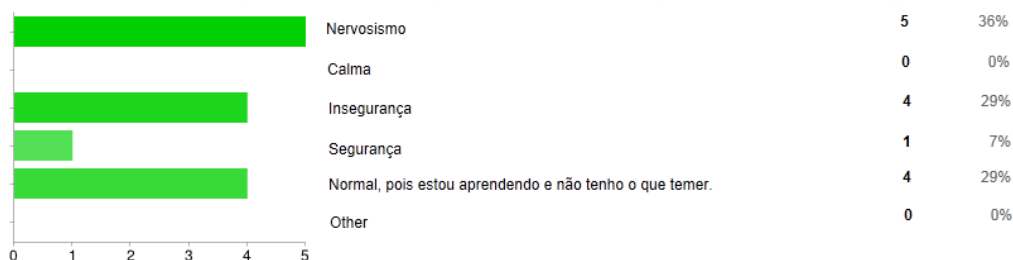 Nervosismo 5 36%
Calma 0 0%
Insegurança 4 29%
Segurança 1 7%
Normal, pois estou aprendendo e não tenho o que temer. 4 29%
Other 0 0%
0 1 2 3 4 5